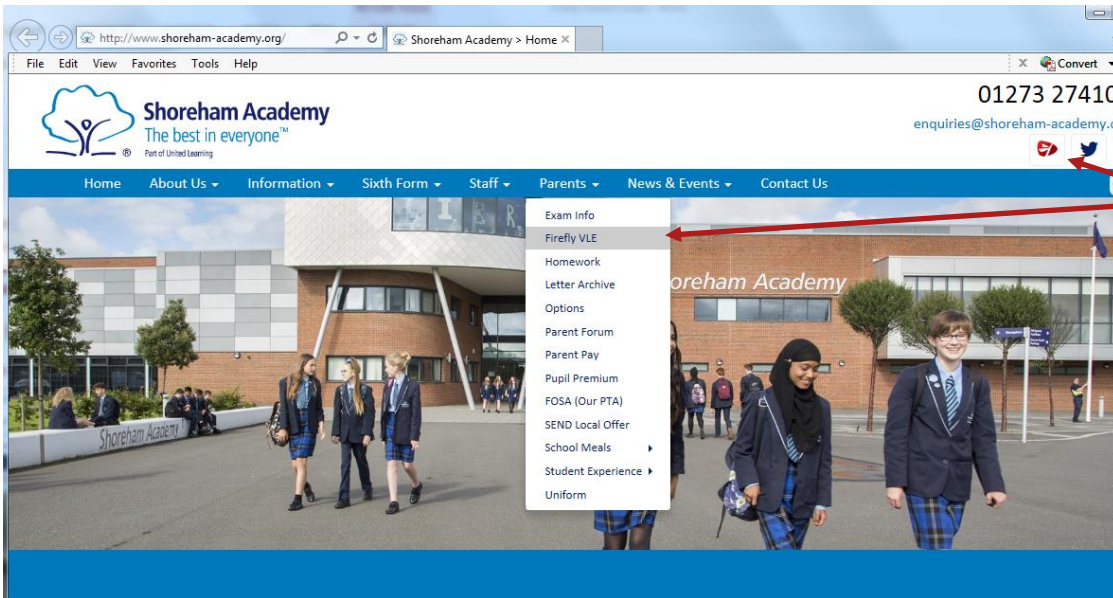 http://www.shoreham-academy.org/
Shoreham Academy > Home
File Edit View Favorites Tools Help
Convert
Shoreham Academy
The best in everyone™
Part of United Learning
®
01273 27410
enquiries@shoreham-academy.
Home About Us Information Sixth Form Staff Parents News & Events Contact Us
Exam Info
Firefly VLE
Homework
Letter Archive
Options
Parent Forum
Parent Pay
Pupil Premium
FOSA (Our PTA)
SEND Local Offer
School Meals
Student Experience
Uniform
LIBR
oreham Academy
Shoreham Academy